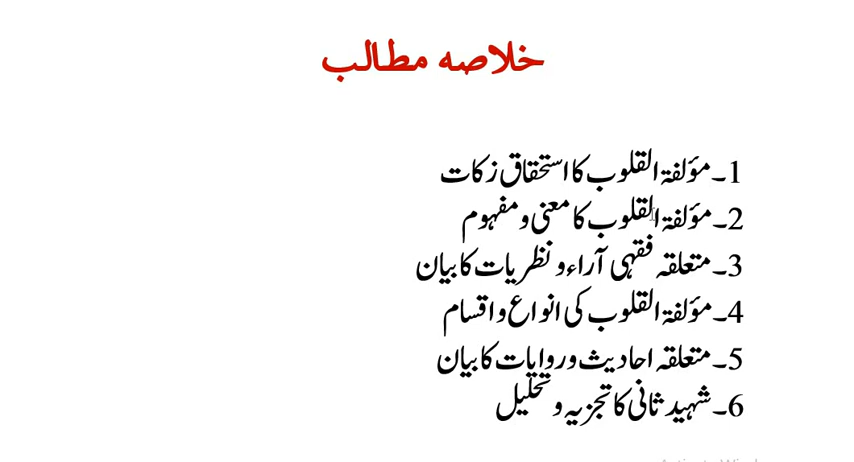 خلاصہ مطالب
1۔مؤلفۃ القلوب کا استحقاق زکات
2۔مؤلفۃ القلوب کا معنی و مفہوم
3۔متعلقہ فقہی آراء و نظریات کا بیان
4۔مؤلفۃ القلوب کی انواع و اقسام
5۔متعلقہ احادیث و روایات کا بیان
6۔شہید ثانی کا تجزیہ و تحلیل